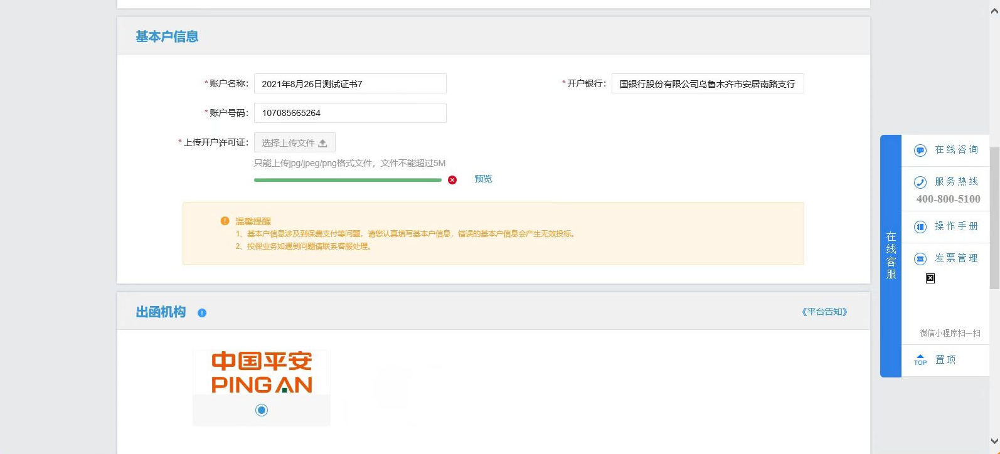 基本户信息
*账户名称： 2021年8月26日测试证书7
*开户银行： 国银行股份有限公司乌鲁木齐市安居南路支行
*账户号码： 107085665264
*上传开户许可证： 选择上传文件
只能上传jpg/jpeg/png格式文件，文件不能超过5M
预览
温馨提醒
1、基本户信息涉及到保费支付等问题，请您认真填写基本户信息，错误的基本户信息会产生无效投标。
2、投保业务如遇到问题请联系客服处理。
出函机构
《平台告知》
中国平安
PING AN
在线客服
在线咨询
服务热线
400-800-5100
操作手册
发票管理
微信小程序扫一扫
TOP 置顶